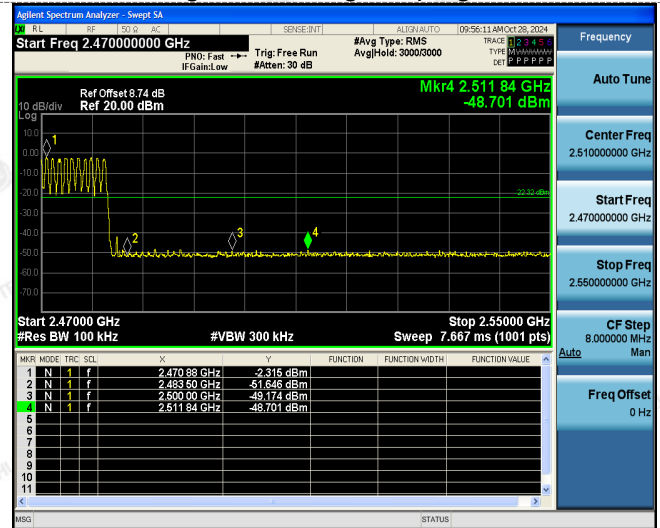 Agilent Spectrum Analyzer - Swept SA
LXI RL RF 50 Ω AC SENSE:INT ALIGN AUTO 09:56:11 AM Oct 28, 2024
Start Freq 2.470000000 GHz
PNO: Fast
IFGain:Low
Trig: Free Run
#Atten: 30 dB
#Avg Type: RMS
Avg|Hold: 3000/3000
TRACE 1 2 3 4 5 6
TYPE M
DET P P P P P P
Ref Offset 8.74 dB
10 dB/div Ref 20.00 dBm
Log
Mkr4 2.511 84 GHz
-48.701 dBm
10.0
0.00
-10.0
-20.0
-30.0
-40.0
-50.0
-60.0
-70.0
1
2
3
4
-22.32 dBm
Start 2.47000 GHz
Stop 2.55000 GHz
#Res BW 100 kHz #VBW 300 kHz Sweep 7.667 ms (1001 pts)
MKR MODE TRC SCL X Y FUNCTION FUNCTION WIDTH FUNCTION VALUE
1 N 1 f 2.470 88 GHz -2.315 dBm
2 N 1 f 2.483 50 GHz -51.646 dBm
3 N 1 f 2.500 00 GHz -49.174 dBm
4 N 1 f 2.511 84 GHz -48.701 dBm
5
6
7
8
9
10
11
MSG STATUS
Frequency
Auto Tune
Center Freq
2.510000000 GHz
Start Freq
2.470000000 GHz
Stop Freq
2.550000000 GHz
CF Step
8.000000 MHz
Auto Man
Freq Offset
0 Hz